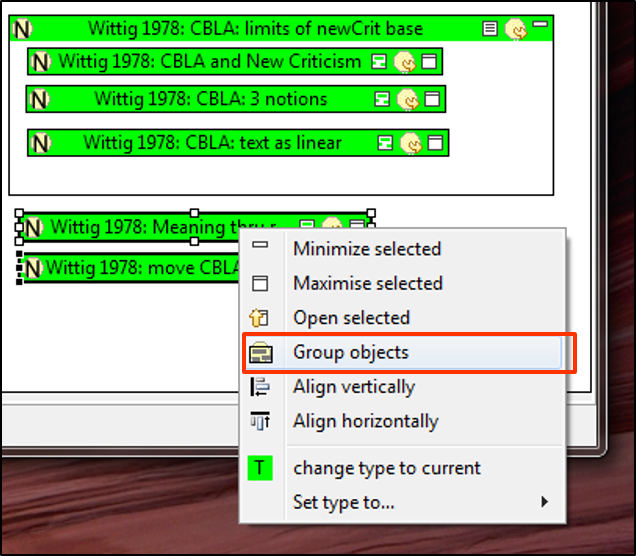 N Wittig 1978: CBLA: limits of newCrit base
N Wittig 1978: CBLA and New Criticism
N Wittig 1978: CBLA: 3 notions
N Wittig 1978: CBLA: text as linear
N Wittig 1978: Meaning thru r
N Wittig 1978: move CBLA
Minimize selected
Maximise selected
Open selected
Group objects
Align vertically
Align horizontally
T change type to current
Set type to...